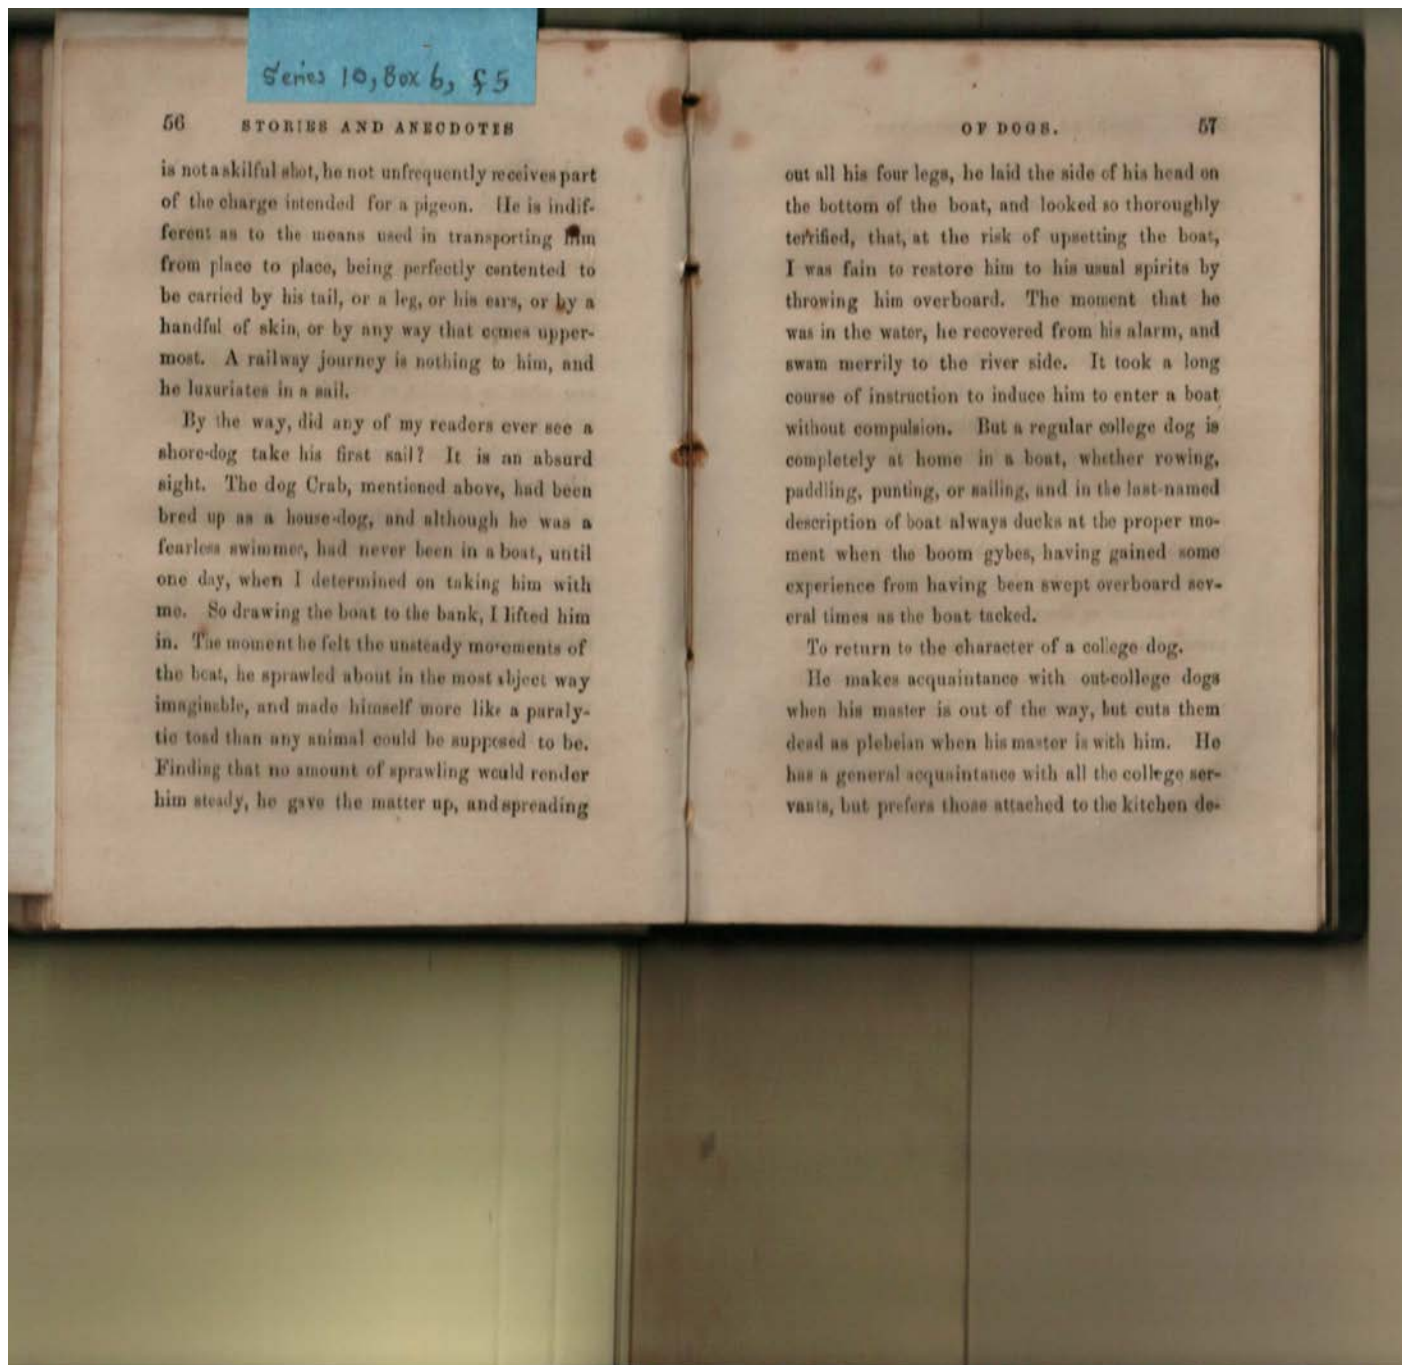 Series 10, Box 6, f5
56 STORIES AND ANECDOTES
is not a skilful shot, he not unfrequently receives part
of the charge intended for a pigeon. He is indif-
ferent as to the means used in transporting him
from place to place, being perfectly contented to
be carried by his tail, or a leg, or his ears, or by a
handful of skin, or by any way that comes upper-
most. A railway journey is nothing to him, and
he luxuriates in a sail.
By the way, did any of my readers ever see a
shore-dog take his first sail? It is an absurd
sight. The dog Crab, mentioned above, had been
bred up as a house-dog, and although he was a
fearless swimmer, had never been in a boat, until
one day, when I determined on taking him with
me. So drawing the boat to the bank, I lifted him
in. The moment he felt the unsteady movements of
the boat, he sprawled about in the most abject way
imaginable, and made himself more like a paraly-
tic toad than any animal could be supposed to be.
Finding that no amount of sprawling would render
him steady, he gave the matter up, and spreading
OF DOGS. 57
out all his four legs, he laid the side of his head on
the bottom of the boat, and looked so thoroughly
terrified, that, at the risk of upsetting the boat,
I was fain to restore him to his usual spirits by
throwing him overboard. The moment that he
was in the water, he recovered from his alarm, and
swam merrily to the river side. It took a long
course of instruction to induce him to enter a boat
without compulsion. But a regular college dog is
completely at home in a boat, whether rowing,
paddling, punting, or sailing, and in the last-named
description of boat always ducks at the proper mo-
ment when the boom gybes, having gained some
experience from having been swept overboard sev-
eral times as the boat tacked.
To return to the character of a college dog.
He makes acquaintance with out-college dogs
when his master is out of the way, but cuts them
dead as plebeian when his master is with him. He
has a general acquaintance with all the college ser-
vants, but prefers those attached to the kitchen de-